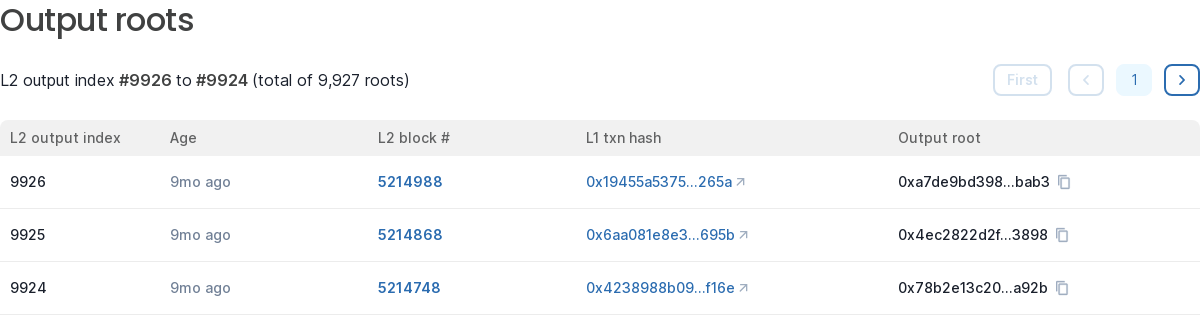 Output roots
L2 output index #9926 to #9924 (total of 9,927 roots)
First
1
L2 output index Age L2 block # L1 txn hash Output root
9926 9mo ago 5214988 0x19455a5375...265a 0xa7de9bd398...bab3
9925 9mo ago 5214868 0x6aa081e8e3...695b 0x4ec2822d2f...3898
9924 9mo ago 5214748 0x4238988b09...f16e 0x78b2e13c20...a92b